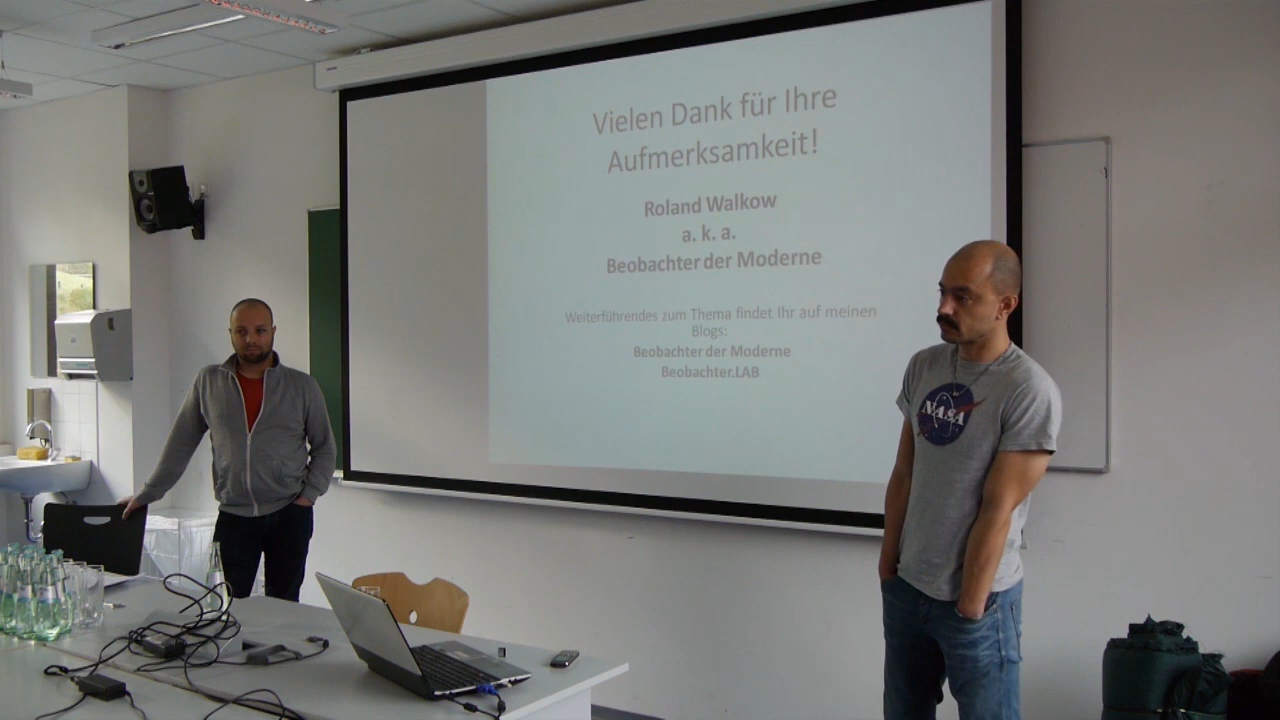 Vielen Dank für Ihre
Aufmerksamkeit!
Roland Walkow
a. k. a.
Beobachter der Moderne
Weiterführendes zum Thema findet Ihr auf meinen
Blogs:
Beobachter der Moderne
Beobachter.LAB
NASA